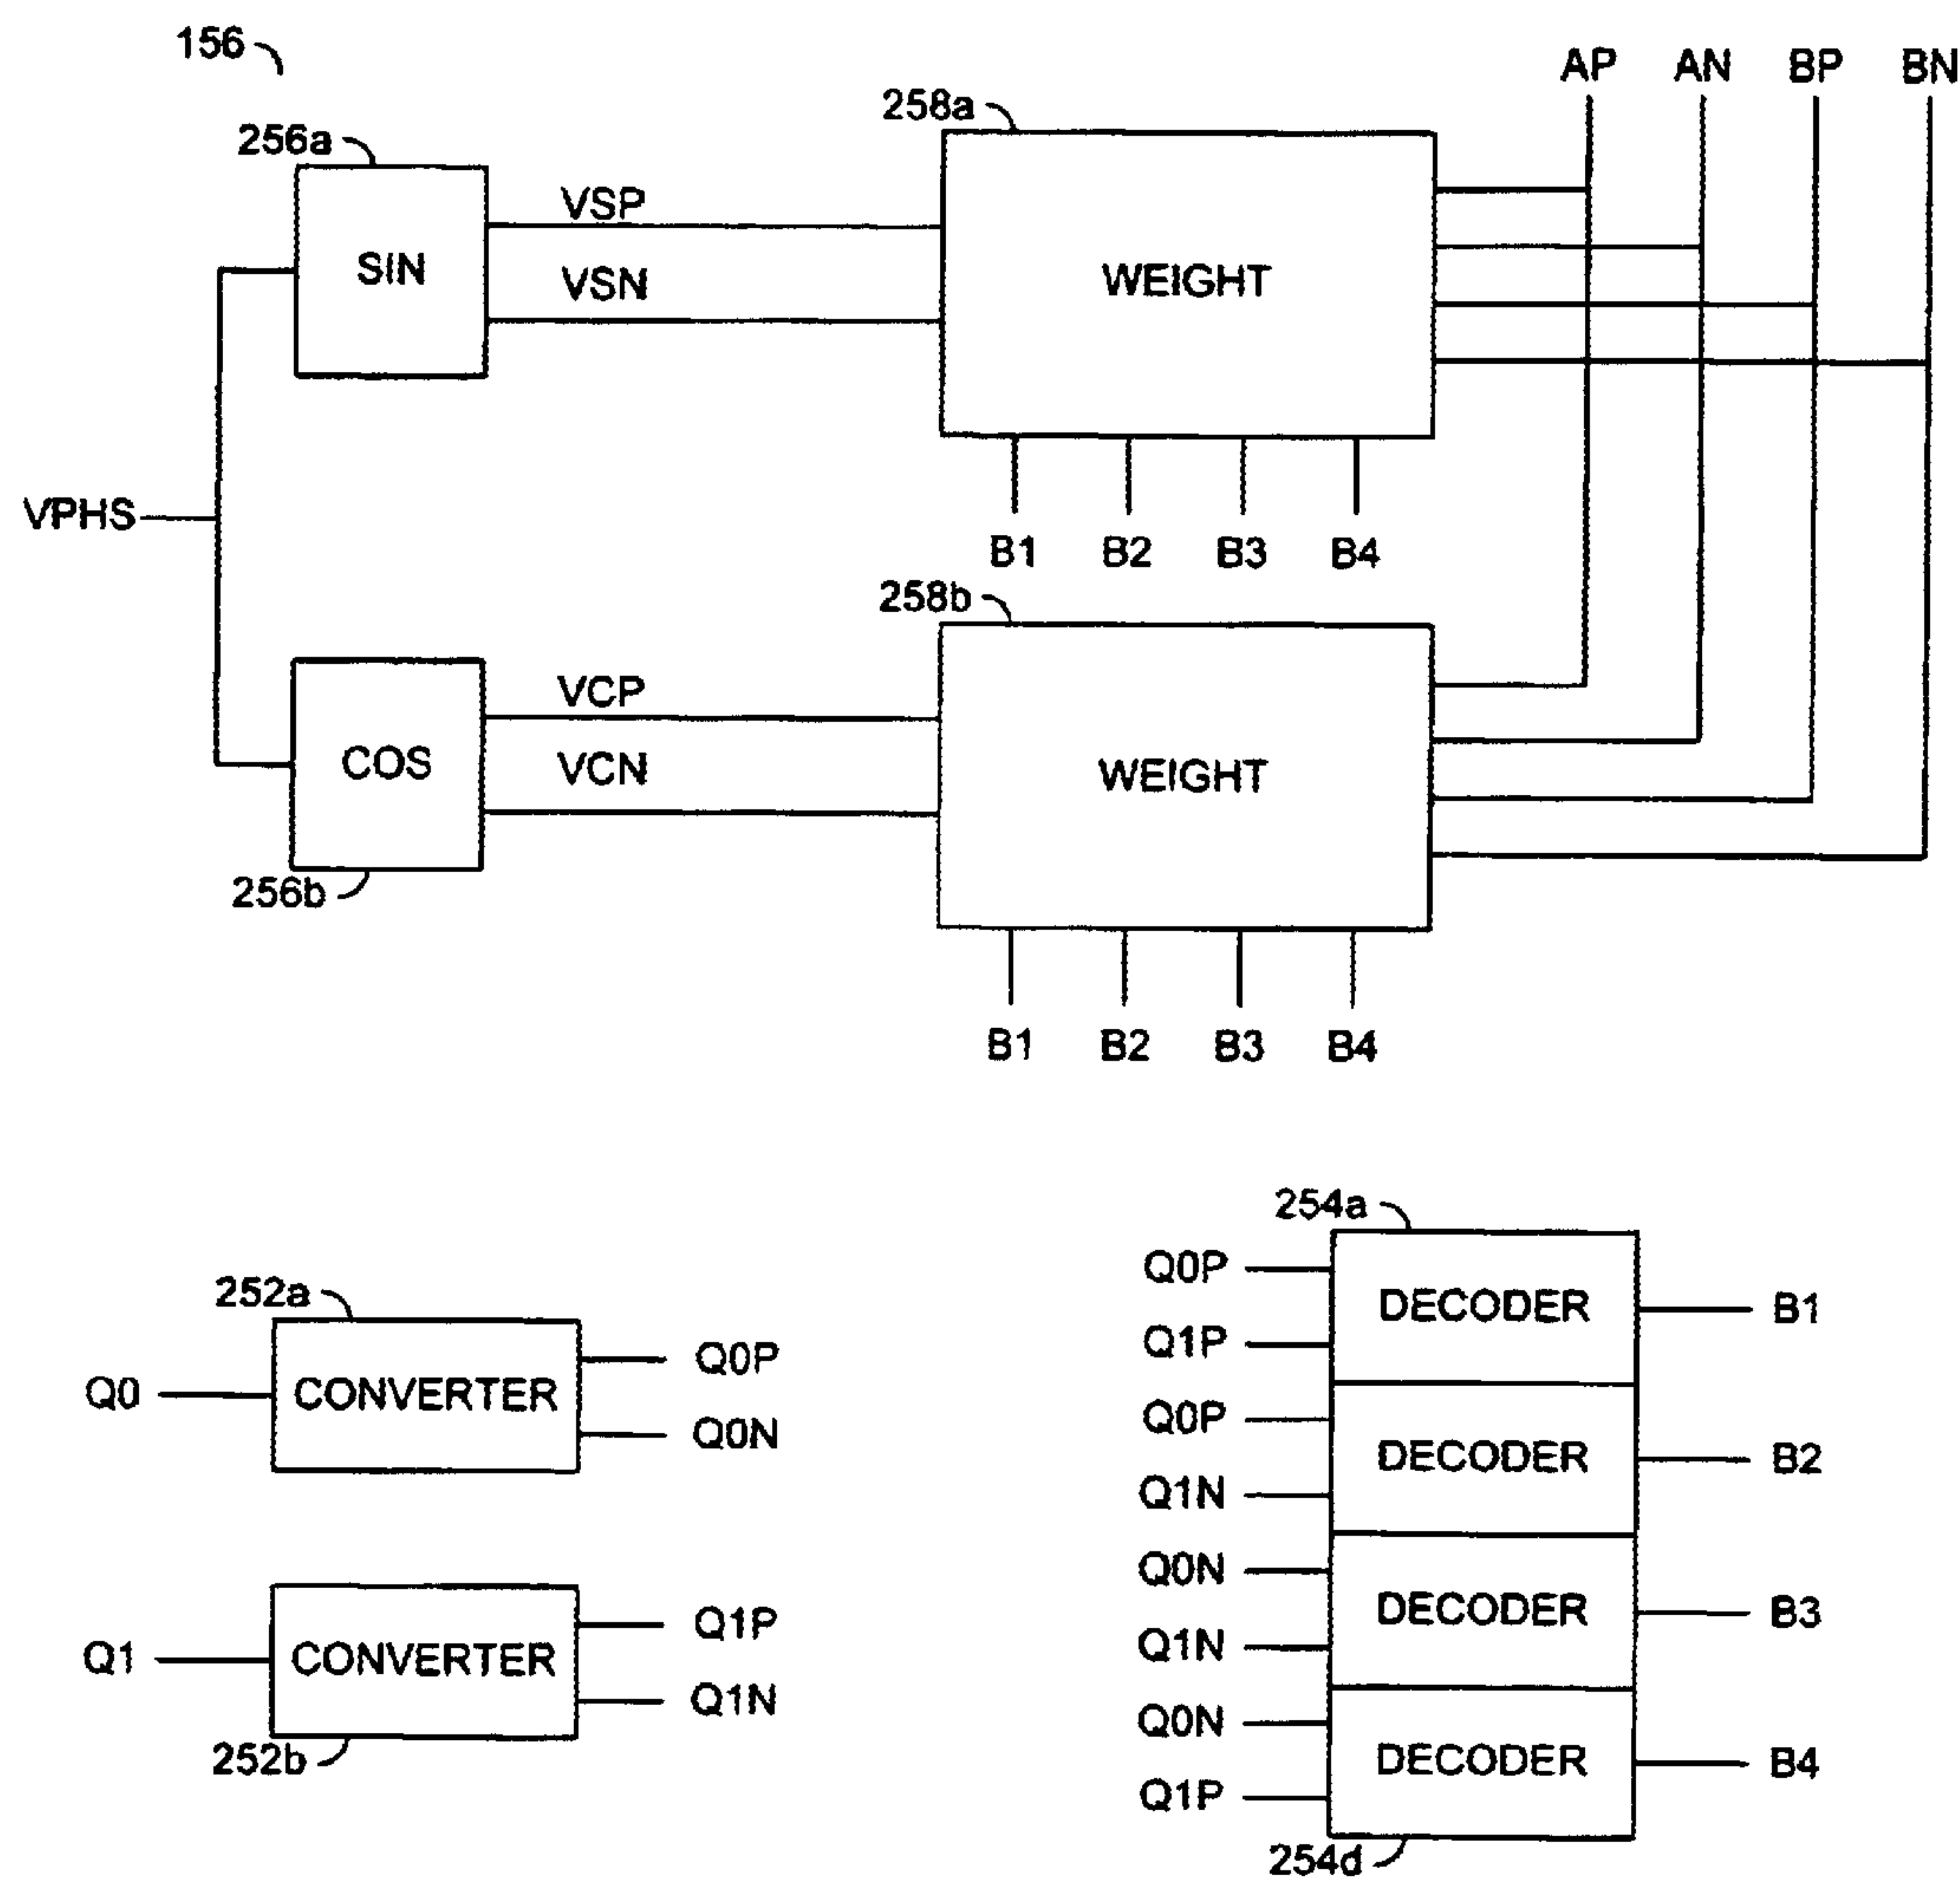 156
AP AN BP BN
258a
256a
VSP
SIN
VSN
WEIGHT
VPHS
B1 B2 B3 B4
258b
VCP
COS
VCN
WEIGHT
256b
B1 B2 B3 B4
252a
Q0
CONVERTER
Q0P
Q0N
Q1
CONVERTER
Q1P
Q1N
252b
254a
Q0P
DECODER
B1
Q1P
Q0P
DECODER
B2
Q1N
Q0N
DECODER
B3
Q1N
Q0N
DECODER
B4
Q1P
254d